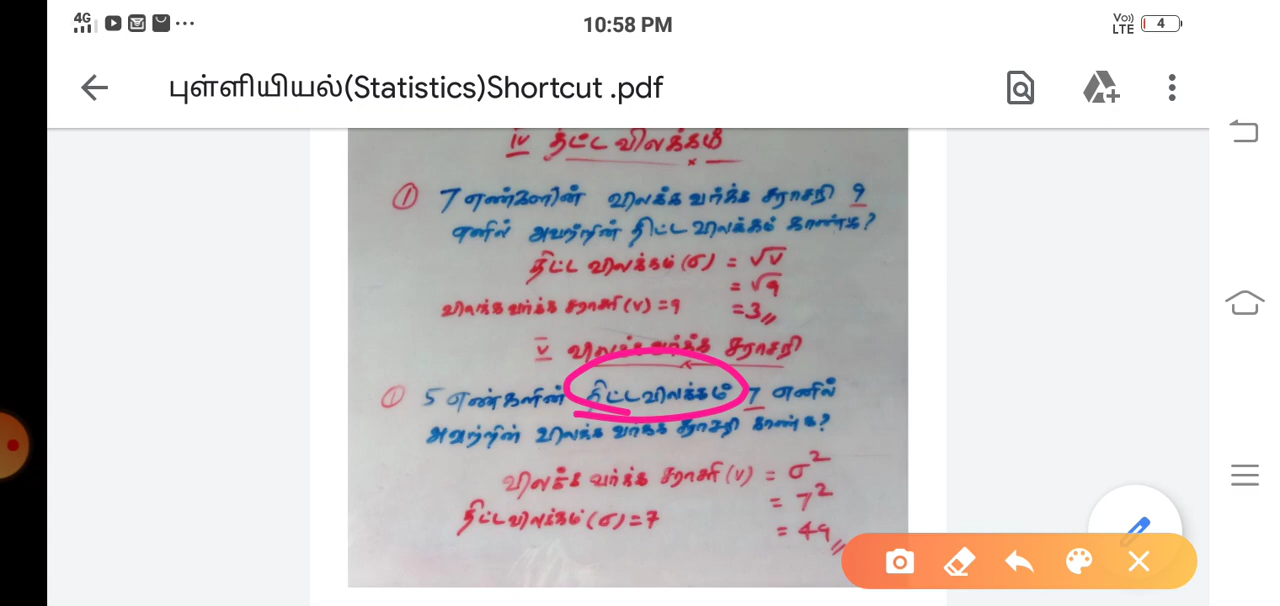 4G ... 10:58 PM Vo)) LTE 4
புள்ளியியல்(Statistics)Shortcut .pdf
iv திட்ட விலக்கம்
① 7 எண்களின் விலக்க வர்க்க சராசரி 9
எனில் அவற்றின் திட்ட விலக்கம் காண்க?
திட்ட விலக்கம் (σ) = √v
= √9
விலக்க வர்க்க சராசரி (v) = 9 = 3//
v விலக்க வர்க்க சராசரி
① 5 எண்களின் திட்டவிலக்கம் 7 எனில்
அவற்றின் விலக்க வர்க்க சராசரி காண்க?
விலக்க வர்க்க சராசரி (v) = σ²
= 7²
திட்டவிலக்கம் (σ) = 7
= 49//